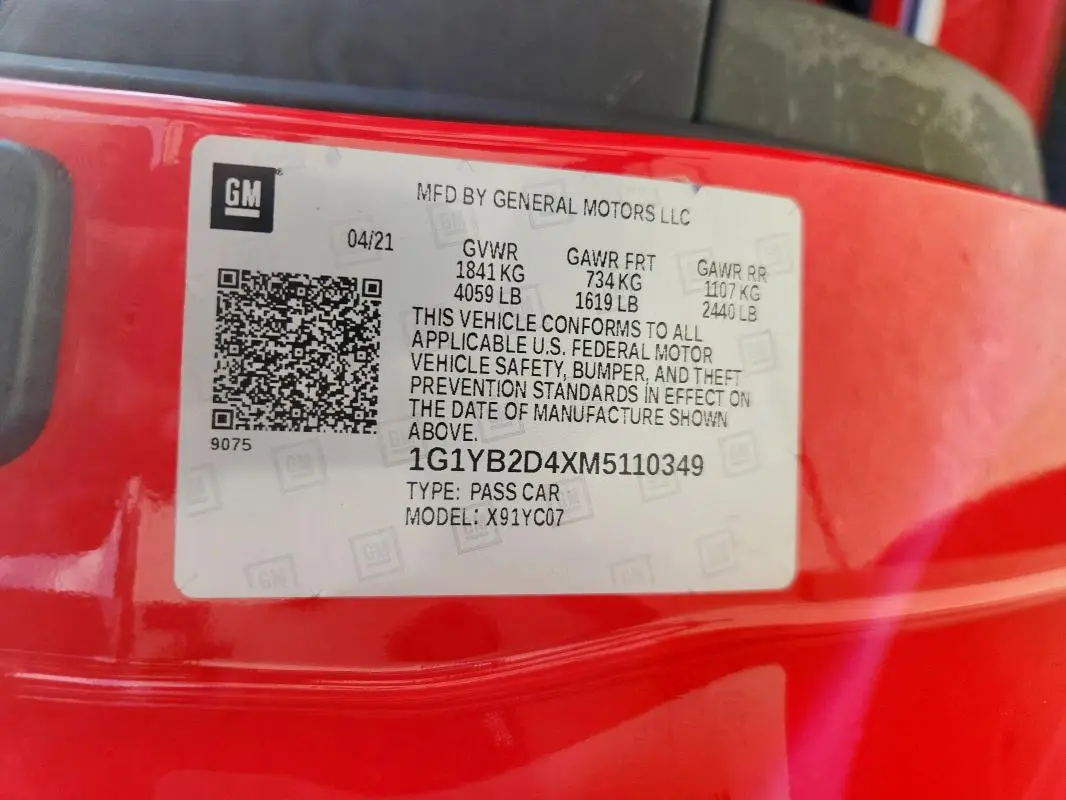 GM
MFD BY GENERAL MOTORS LLC
04/21
GVWR GAWR FRT GAWR RR
1841 KG 734 KG 1107 KG
4059 LB 1619 LB 2440 LB
THIS VEHICLE CONFORMS TO ALL
APPLICABLE U.S. FEDERAL MOTOR
VEHICLE SAFETY, BUMPER, AND THEFT
PREVENTION STANDARDS IN EFFECT ON
THE DATE OF MANUFACTURE SHOWN
ABOVE.
9075
1G1YB2D4XM5110349
TYPE: PASS CAR
MODEL: X91YC07